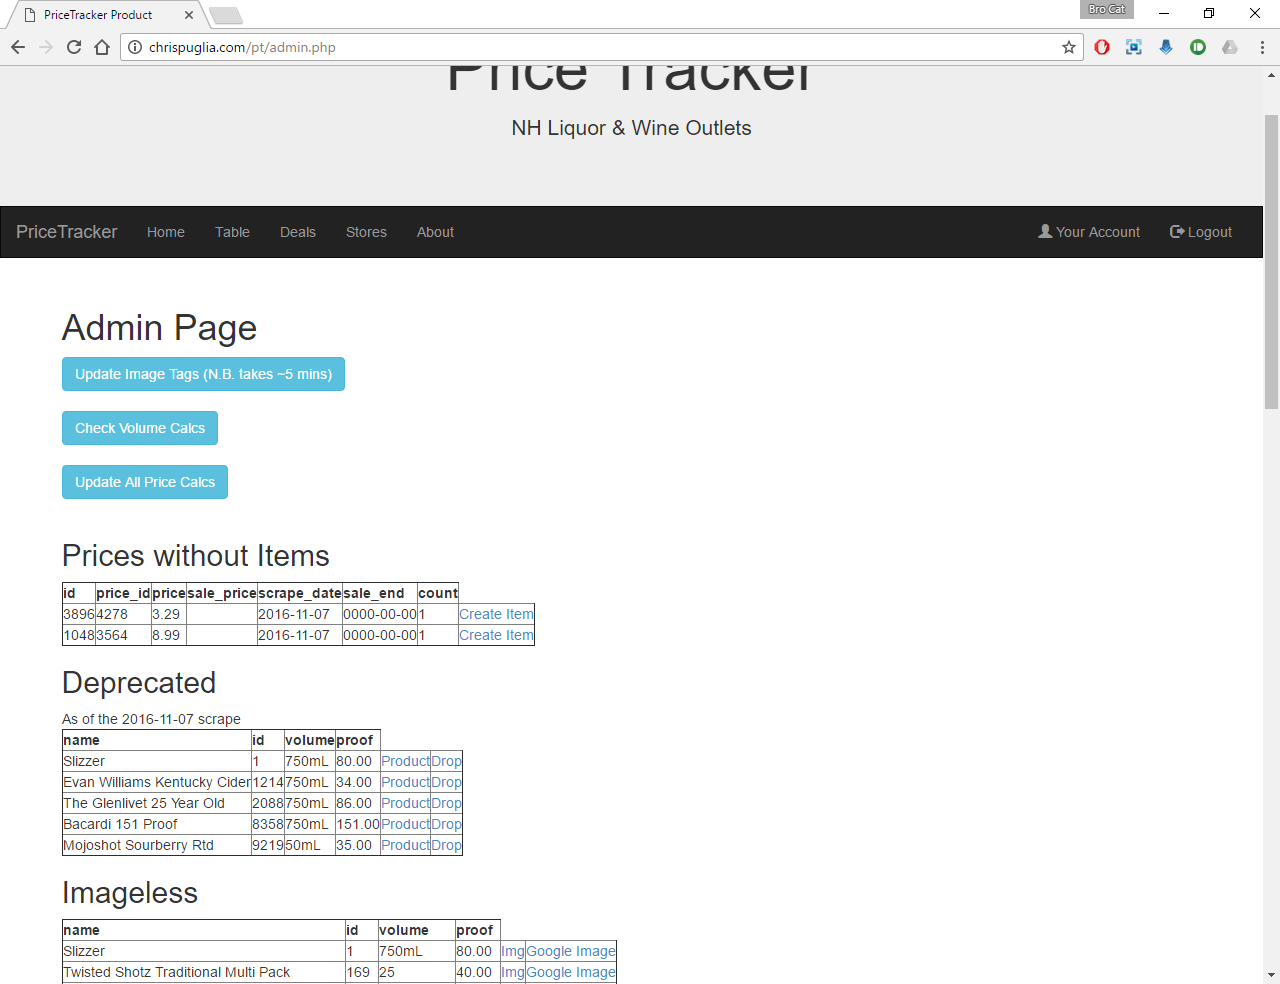 PriceTracker Product
Bro Cat
chrispuglia.com/pt/admin.php
Price Tracker
NH Liquor & Wine Outlets
PriceTracker Home Table Deals Stores About Your Account Logout
Admin Page
Update Image Tags (N.B. takes ~5 mins)
Check Volume Calcs
Update All Price Calcs
Prices without Items
id price_id price sale_price scrape_date sale_end count
3896 4278 3.29 2016-11-07 0000-00-00 1 Create Item
1048 3564 8.99 2016-11-07 0000-00-00 1 Create Item
Deprecated
As of the 2016-11-07 scrape
name id volume proof
Slizzer 1 750mL 80.00 Product Drop
Evan Williams Kentucky Cider 1214 750mL 34.00 Product Drop
The Glenlivet 25 Year Old 2088 750mL 86.00 Product Drop
Bacardi 151 Proof 8358 750mL 151.00 Product Drop
Mojoshot Sourberry Rtd 9219 50mL 35.00 Product Drop
Imageless
name id volume proof
Slizzer 1 750mL 80.00 Img Google Image
Twisted Shotz Traditional Multi Pack 169 25 40.00 Img Google Image